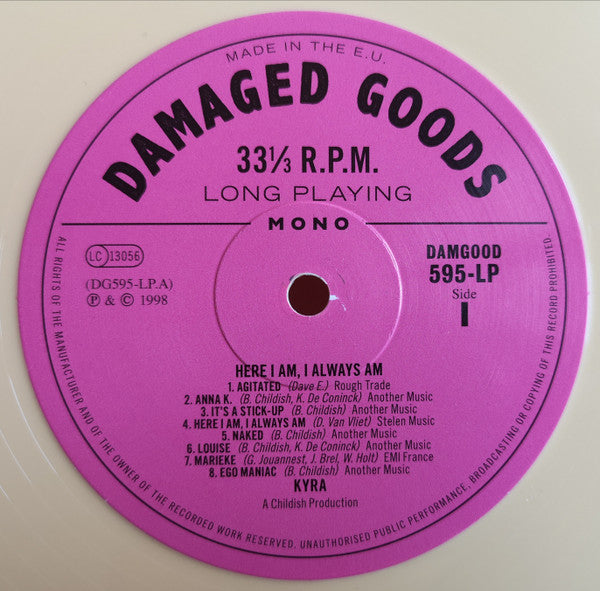 MADE IN THE E.U.
DAMAGED GOODS
33⅓ R.P.M.
LONG PLAYING
MONO
LC 13056
(DG595-LP.A)
℗ & © 1998
DAMGOOD
595-LP
Side
1
HERE I AM, I ALWAYS AM
1. AGITATED (Dave E.) Rough Trade
2. ANNA K. (B. Childish, K. De Coninck) Another Music
3. IT'S A STICK-UP (B. Childish) Another Music
4. HERE I AM, I ALWAYS AM (D. Van Vliet) Stelen Music
5. NAKED (B. Childish) Another Music
6. LOUISE (B. Childish, K. De Coninck) Another Music
7. MARIEKE (G. Jouannest, J. Brel, W. Holt) EMI France
8. EGO MANIAC (B. Childish) Another Music
KYRA
A Childish Production
ALL RIGHTS OF THE MANUFACTURER AND OF THE OWNER OF THE RECORDED WORK RESERVED. UNAUTHORISED PUBLIC PERFORMANCE, BROADCASTING OR COPYING OF THIS RECORD PROHIBITED.